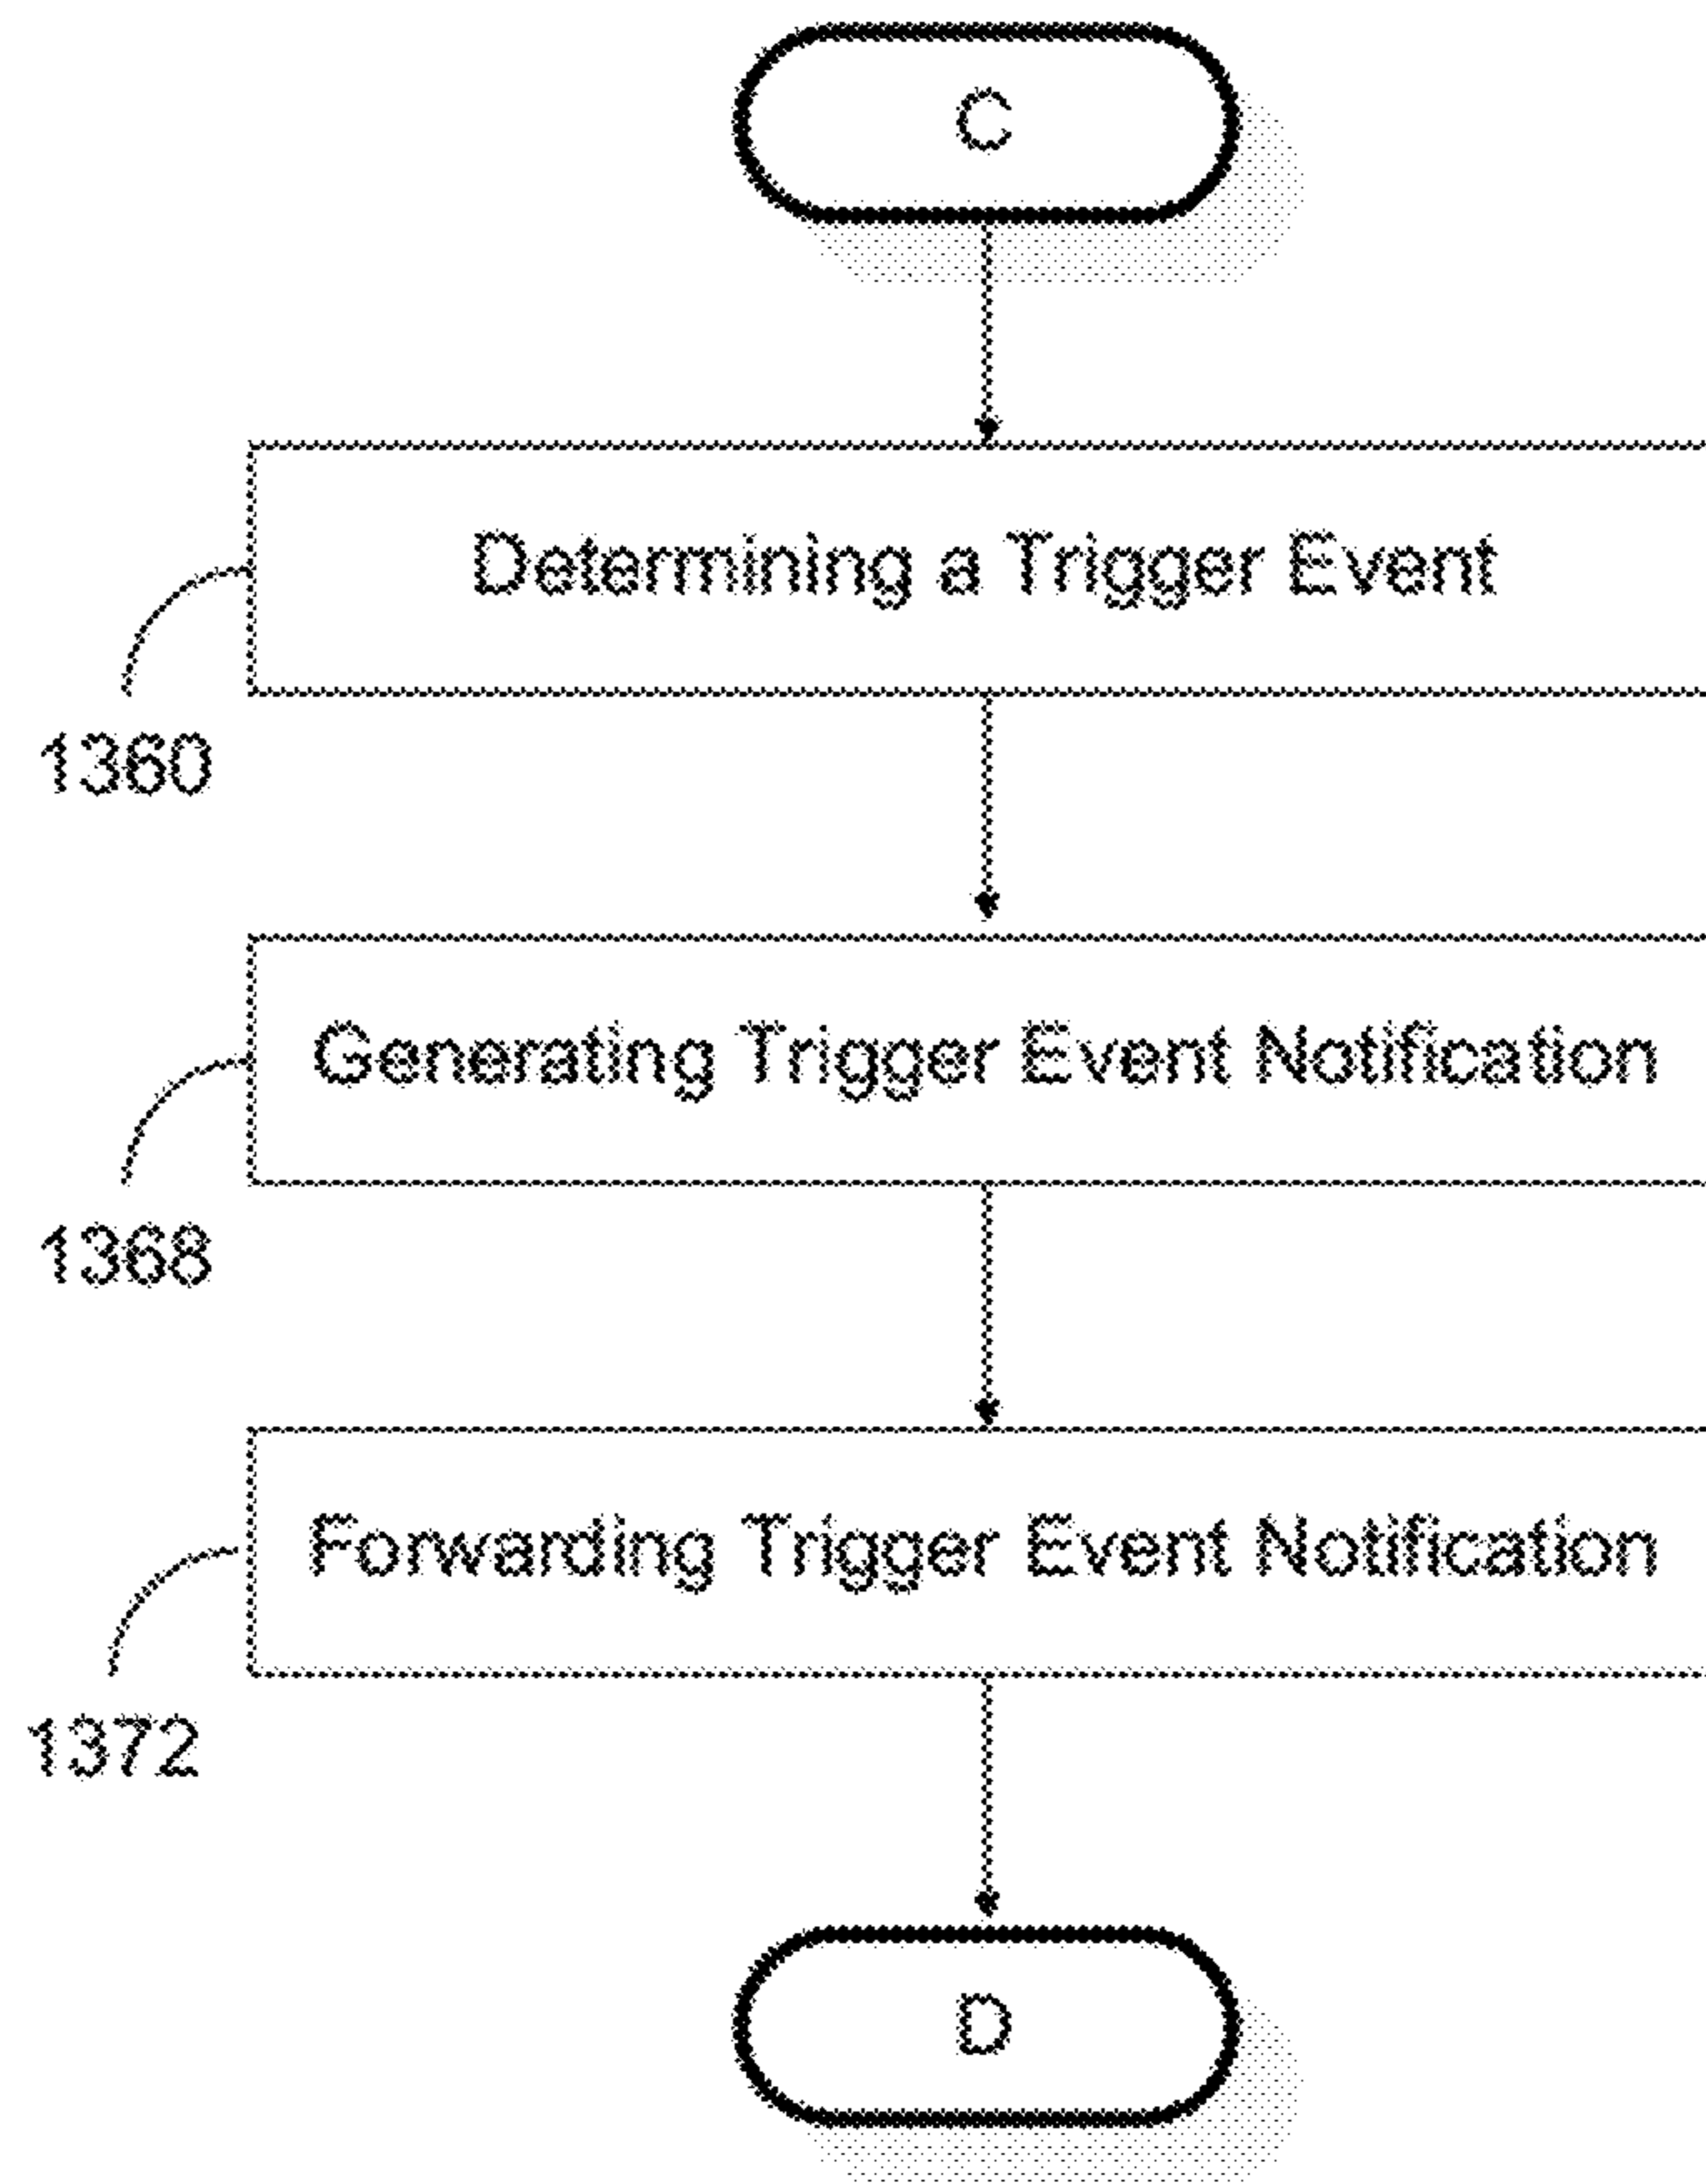 C
Determining a Trigger Event
1360
Generating Trigger Event Notification
1368
Forwarding Trigger Event Notification
1372
D